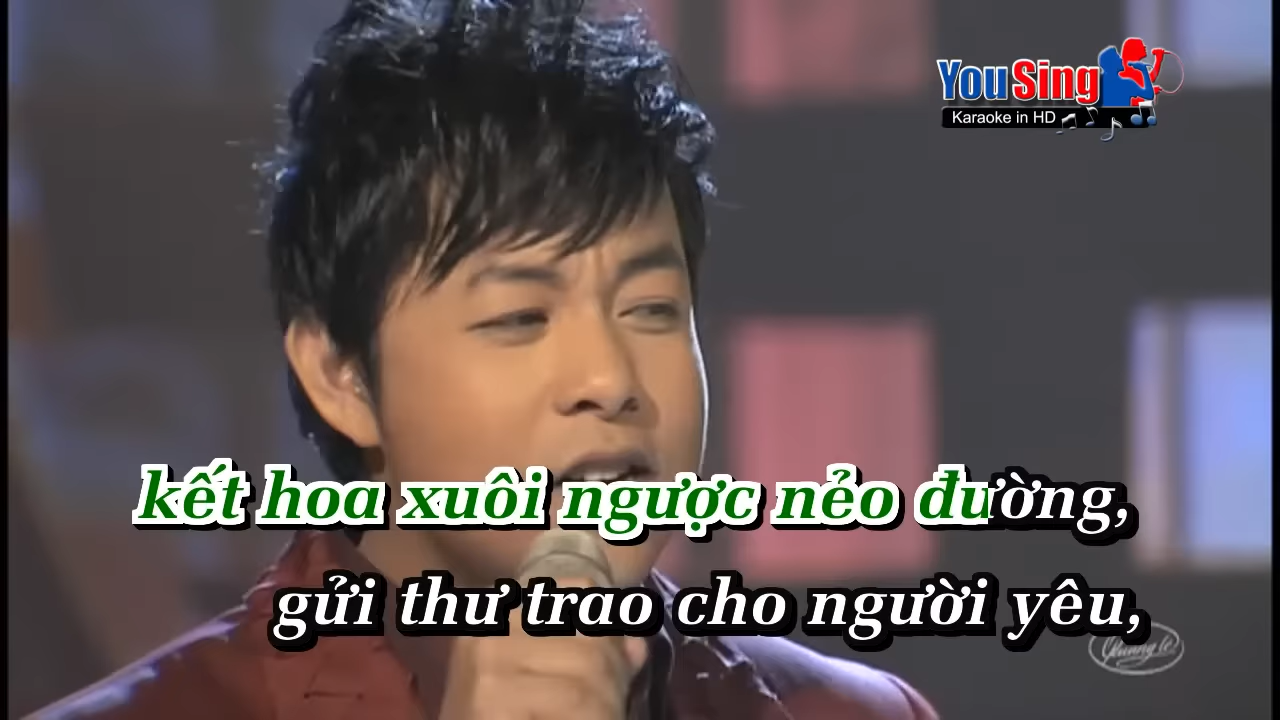 YouSing
Karaoke in HD
kết hoa xuôi ngược nẻo đường,
gửi thư trao cho người yêu,